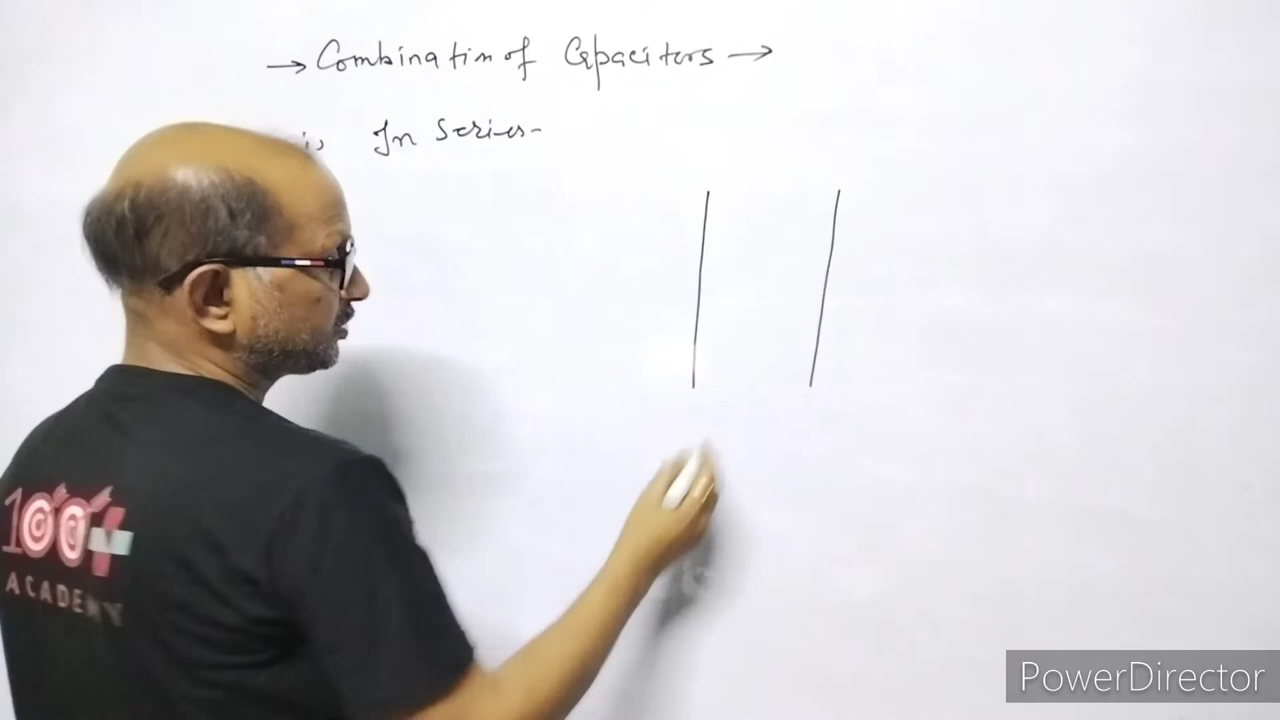 → Combination of Capacitors →
In Series-
100+
ACADEMY
PowerDirector